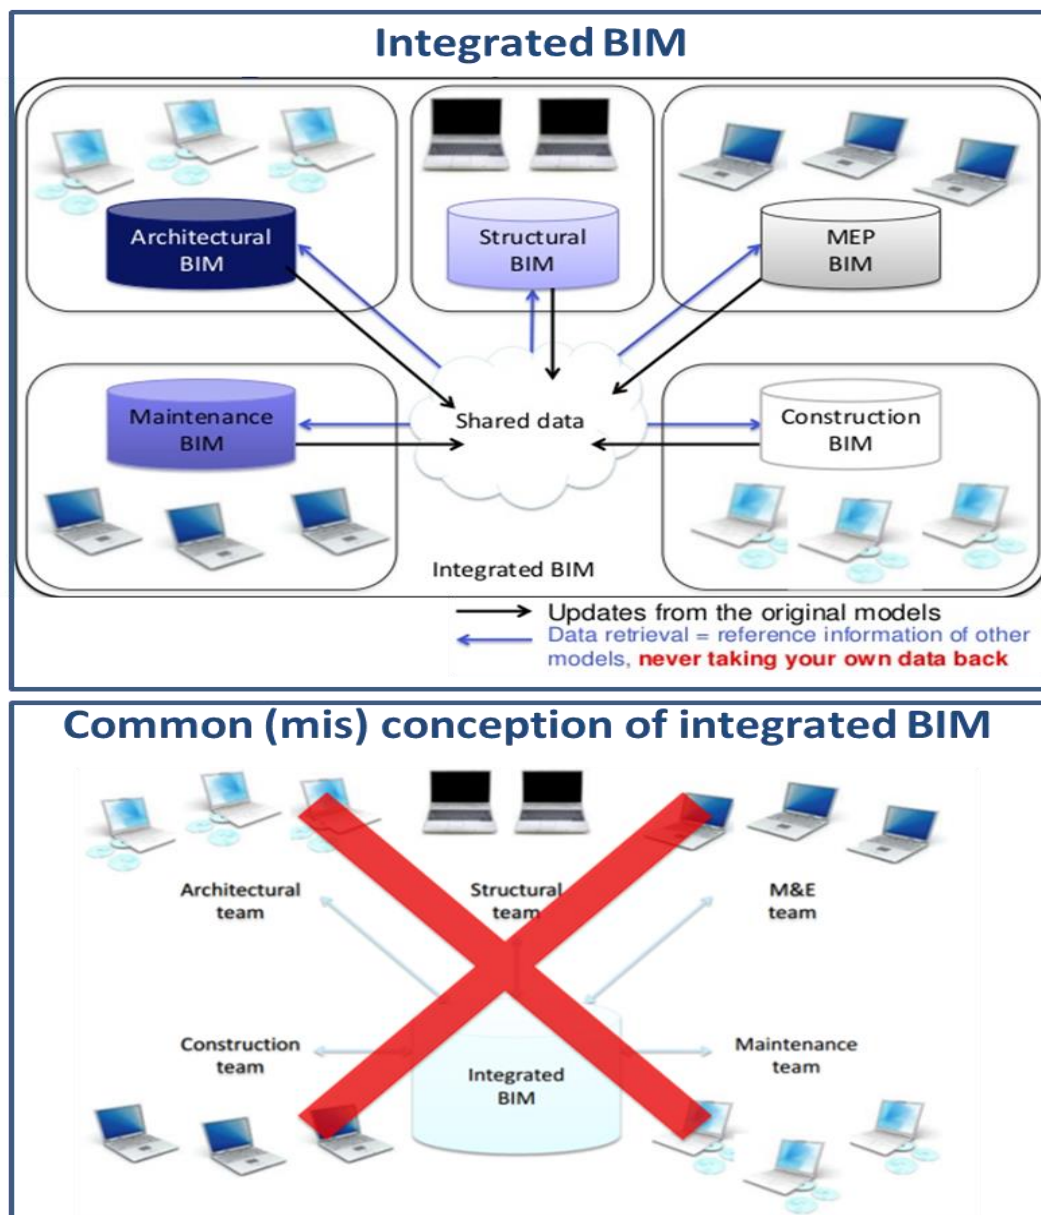 Integrated BIM
Architectural
BIM
Structural
BIM
MEP
BIM
Maintenance
BIM
Shared data
Construction
BIM
Integrated BIM
Updates from the original models
Data retrieval = reference information of other
models, never taking your own data back
Common (mis) conception of integrated BIM
Architectural
team
Structural
team
M&E
team
Construction
team
Integrated
BIM
Maintenance
team